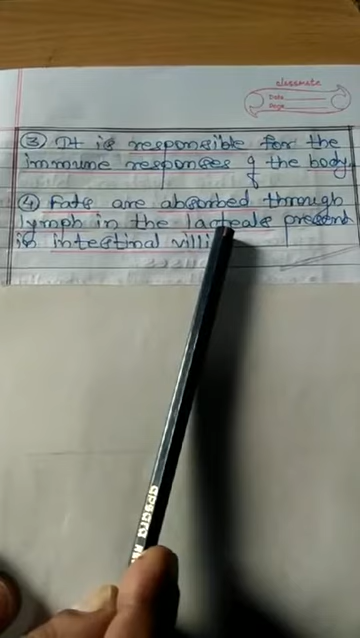 classmate
Date
Page
③ It is responsible for the
immune responses of the body
④ Fats are absorbed through
lymph in the lacteals present
in intestinal villi
apsara